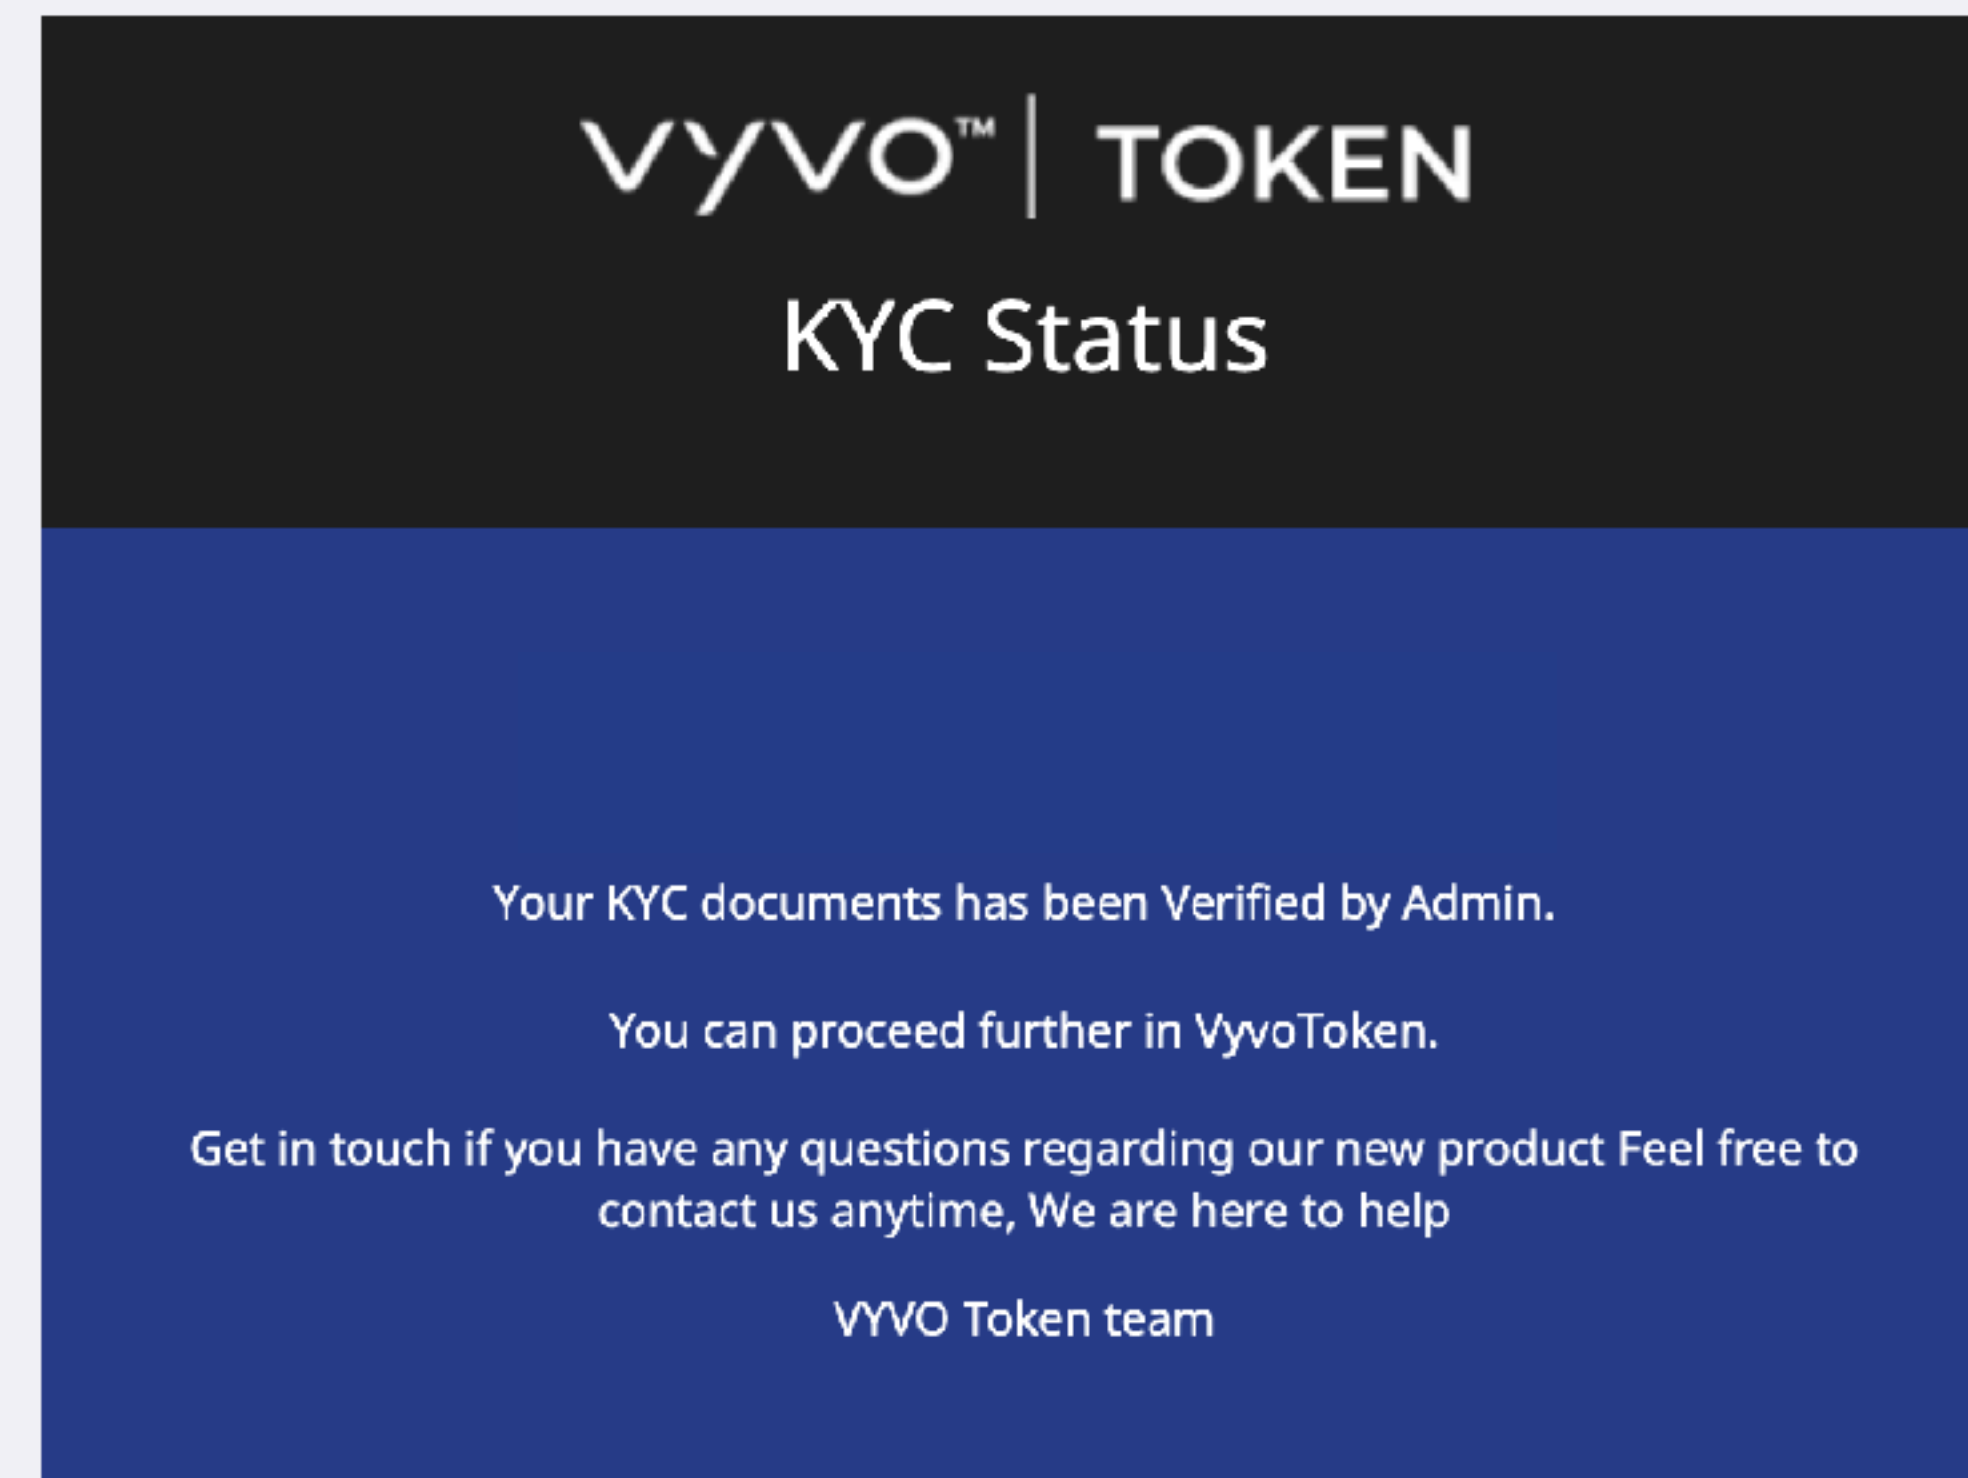 VYVO™ | TOKEN
KYC Status
Your KYC documents has been Verified by Admin.
You can proceed further in VyvoToken.
Get in touch if you have any questions regarding our new product Feel free to
contact us anytime, We are here to help
VYVO Token team